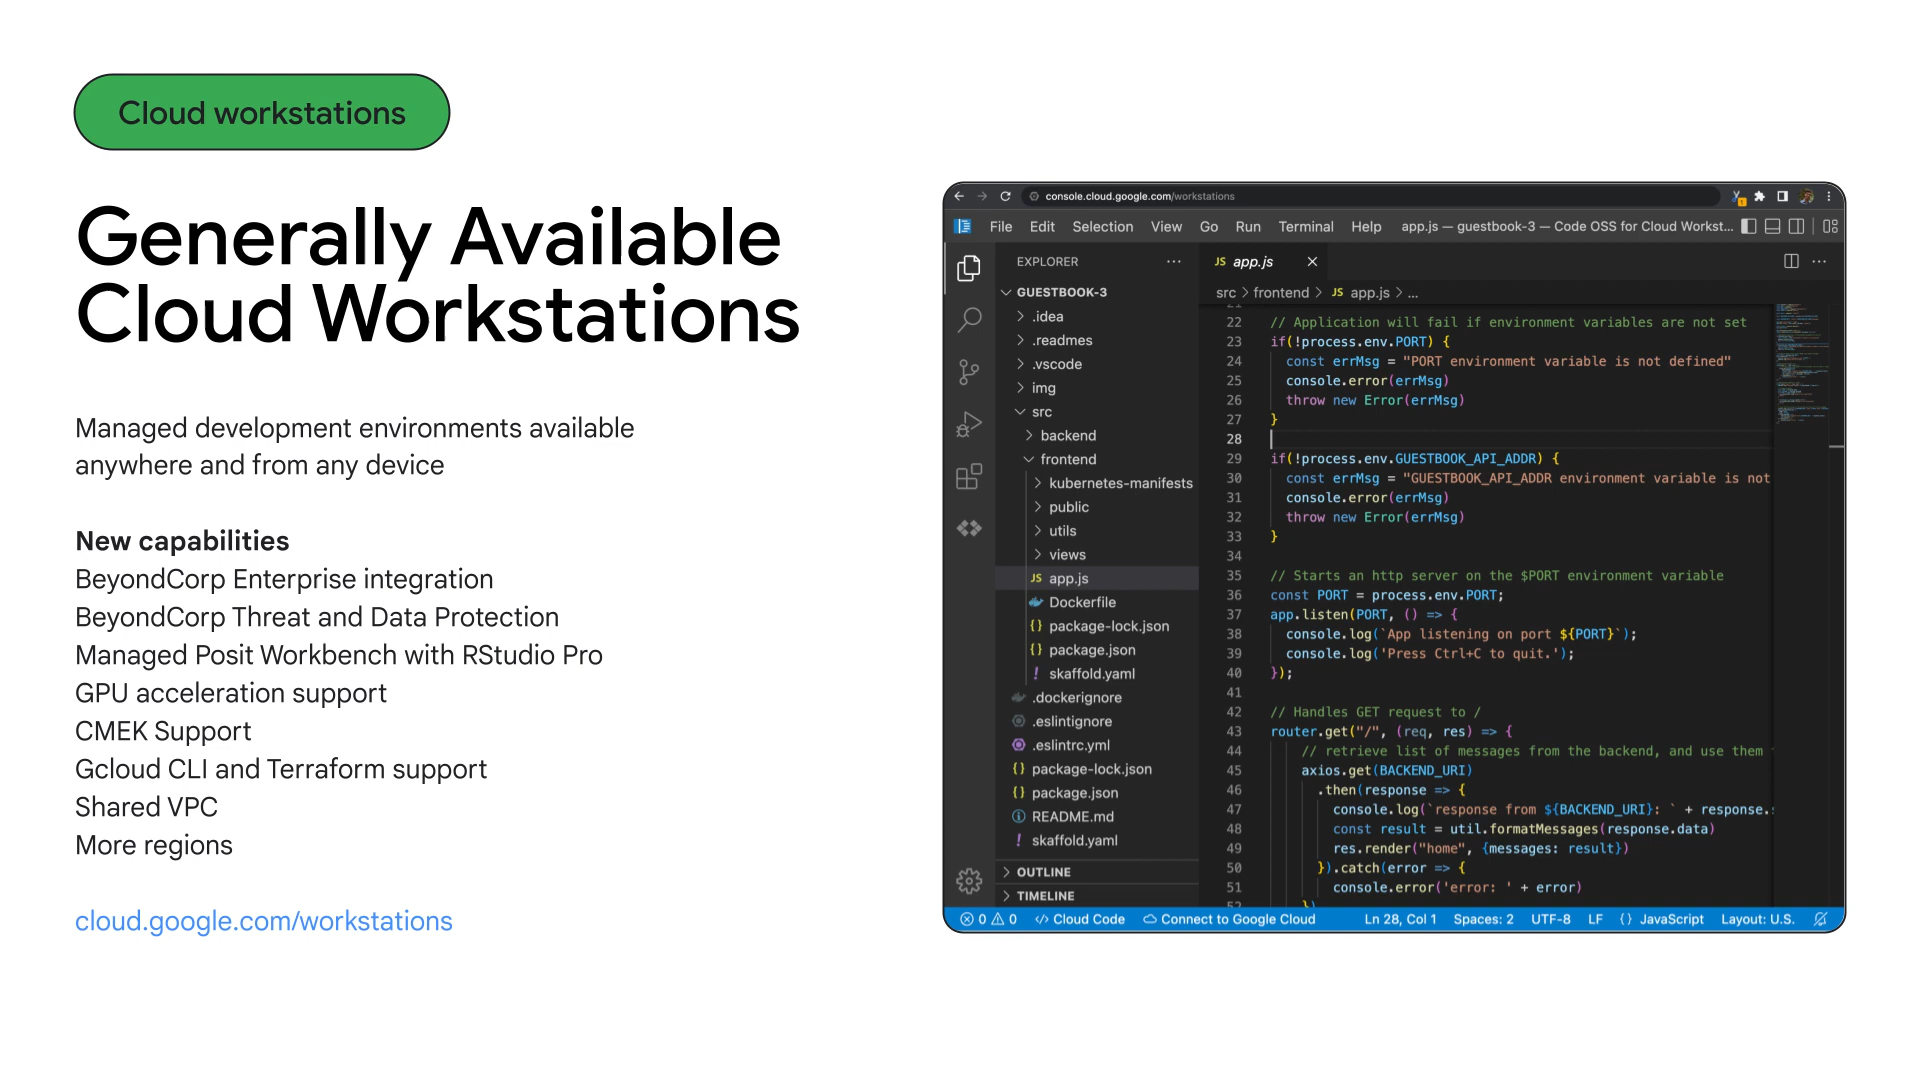 Cloud workstations
Generally Available
Cloud Workstations
Managed development environments available
anywhere and from any device
New capabilities
BeyondCorp Enterprise integration
BeyondCorp Threat and Data Protection
Managed Posit Workbench with RStudio Pro
GPU acceleration support
CMEK Support
Gcloud CLI and Terraform support
Shared VPC
More regions
cloud.google.com/workstations
console.cloud.google.com/workstations
File Edit Selection View Go Run Terminal Help app.js — guestbook-3 — Code OSS for Cloud Workst...
EXPLORER
GUESTBOOK-3
.idea
.readmes
.vscode
img
src
backend
frontend
kubernetes-manifests
public
utils
views
JS app.js
Dockerfile
{} package-lock.json
{} package.json
! skaffold.yaml
.dockerignore
.eslintignore
.eslintrc.yml
{} package-lock.json
{} package.json
README.md
! skaffold.yaml
OUTLINE
TIMELINE
JS app.js
src > frontend > JS app.js > ...
22 // Application will fail if environment variables are not set
23 if(!process.env.PORT) {
24 const errMsg = "PORT environment variable is not defined"
25 console.error(errMsg)
26 throw new Error(errMsg)
27 }
28
29 if(!process.env.GUESTBOOK_API_ADDR) {
30 const errMsg = "GUESTBOOK_API_ADDR environment variable is not
31 console.error(errMsg)
32 throw new Error(errMsg)
33 }
34
35 // Starts an http server on the $PORT environment variable
36 const PORT = process.env.PORT;
37 app.listen(PORT, () => {
38 console.log(`App listening on port ${PORT}`);
39 console.log('Press Ctrl+C to quit.');
40 });
41
42 // Handles GET request to /
43 router.get("/", (req, res) => {
44 // retrieve list of messages from the backend, and use them
45 axios.get(BACKEND_URI)
46 .then(response => {
47 console.log(`response from ${BACKEND_URI}: ` + response.
48 const result = util.formatMessages(response.data)
49 res.render("home", {messages: result})
50 }).catch(error => {
51 console.error('error: ' + error)
52 })
0 0 Cloud Code Connect to Google Cloud Ln 28, Col 1 Spaces: 2 UTF-8 LF {} JavaScript Layout: U.S.